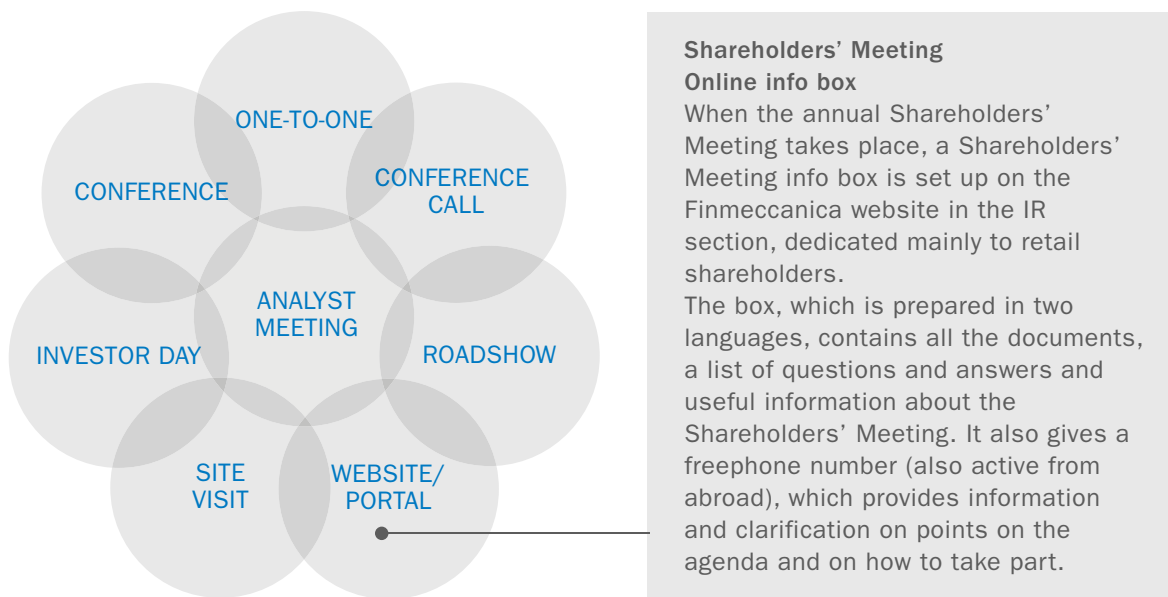 ONE-TO-ONE
CONFERENCE
CONFERENCE
CALL
ANALYST
MEETING
INVESTOR DAY
ROADSHOW
SITE
VISIT
WEBSITE/
PORTAL
Shareholders’ Meeting
Online info box
When the annual Shareholders’
Meeting takes place, a Shareholders’
Meeting info box is set up on the
Finmeccanica website in the IR
section, dedicated mainly to retail
shareholders.
The box, which is prepared in two
languages, contains all the documents,
a list of questions and answers and
useful information about the
Shareholders’ Meeting. It also gives a
freephone number (also active from
abroad), which provides information
and clarification on points on the
agenda and on how to take part.